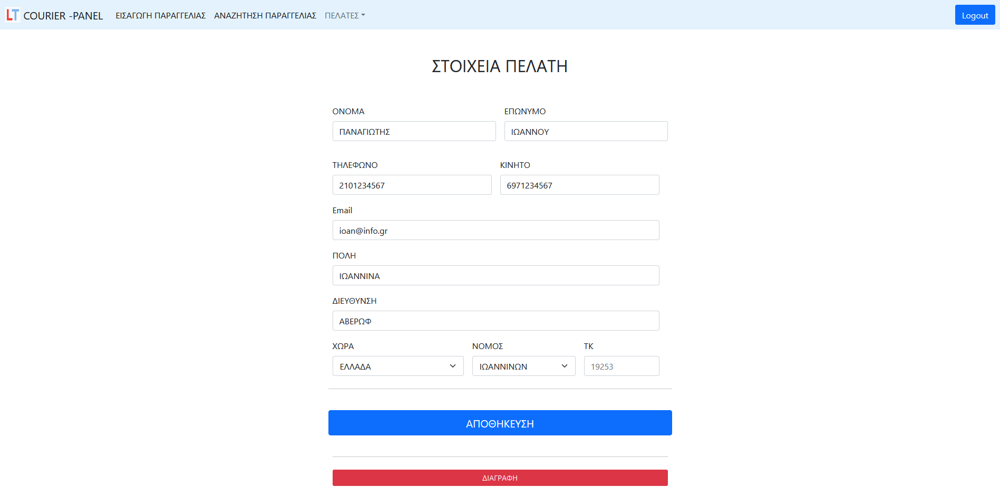 LT COURIER -PANEL ΕΙΣΑΓΩΓΗ ΠΑΡΑΓΓΕΛΙΑΣ ΑΝΑΖΗΤΗΣΗ ΠΑΡΑΓΓΕΛΙΑΣ ΠΕΛΑΤΕΣ Logout
ΣΤΟΙΧΕΙΑ ΠΕΛΑΤΗ
ΟΝΟΜΑ ΕΠΩΝΥΜΟ
ΠΑΝΑΓΙΩΤΗΣ ΙΩΑΝΝΟΥ
ΤΗΛΕΦΩΝΟ ΚΙΝΗΤΟ
2101234567 6971234567
Email
ioan@info.gr
ΠΟΛΗ
ΙΩΑΝΝΙΝΑ
ΔΙΕΥΘΥΝΣΗ
ΑΒΕΡΩΦ
ΧΩΡΑ ΝΟΜΟΣ ΤΚ
ΕΛΛΑΔΑ ΙΩΑΝΝΙΝΩΝ 19253
ΑΠΟΘΗΚΕΥΣΗ
ΔΙΑΓΡΑΦΗ